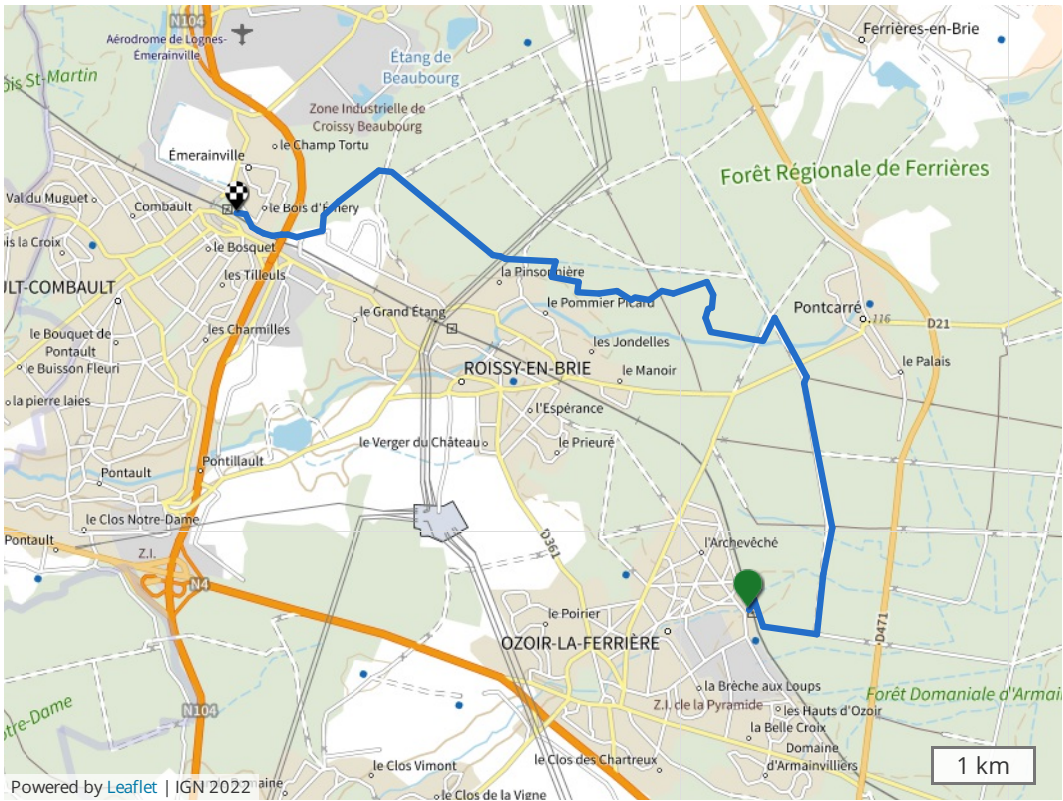 N104
Ferrières-en-Brie
Aérodrome de Lognes-
Émerainville
Étang de
Beaubourg
ois St-Martin
Zone Industrielle de
Croissy Beaubourg
le Champ Tortu
Émerainville
Forêt Régionale de Ferrières
Val du Muguet
Combault
le Bois d'Émery
ois la Croix
le Bosquet
les Tilleuls
la Pinsonnière
ULT-COMBAULT
le Pommier Picard
Pontcarré
116
D21
le Grand Étang
les Charmilles
le Bouquet de
Pontault
les Jondelles
le Buisson Fleuri
ROISSY-EN-BRIE
le Manoir
le Palais
la pierre laies
l'Espérance
le Verger du Château
le Prieuré
Pontillault
Pontault
le Clos Notre-Dame
Pontault
Z.I.
D361
l'Archevêché
N4
le Poirier
OZOIR-LA-FERRIÈRE
D471
la Brèche aux Loups
Forêt Domaniale d'Armai
otre-Dame
N104
Z.I. de la Pyramide
les Hauts d'Ozoir
la Belle Croix
Domaine
d'Armainvilliers
le Clos des Chartreux
le Clos Vimont
1 km
Powered by Leaflet | IGN 2022
maine
le Clos de la Vigne